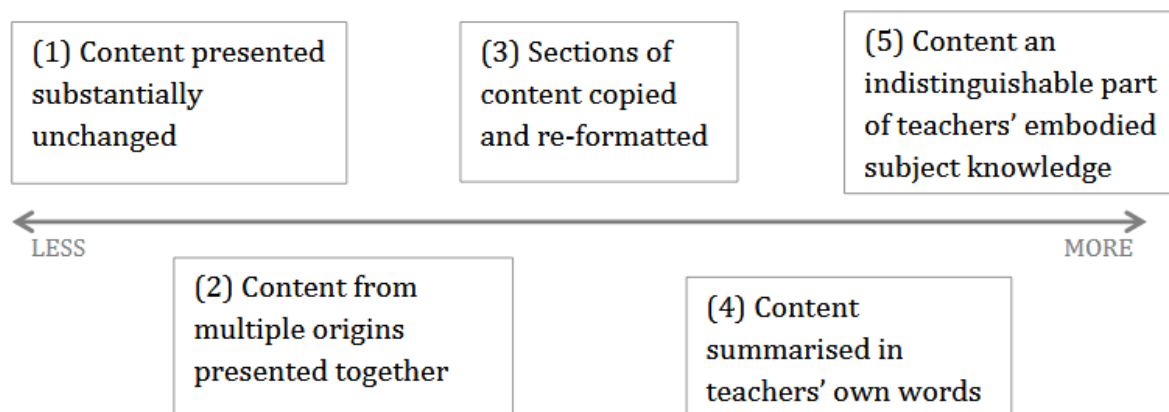 (1) Content presented
substantially
unchanged
(3) Sections of
content copied
and re-formatted
(5) Content an
indistinguishable part
of teachers’ embodied
subject knowledge
LESS
MORE
(2) Content from
multiple origins
presented together
(4) Content
summarised in
teachers’ own words